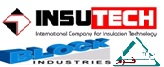 INSUTECH
International Company for Insulation Technology
BLOCK
INDUSTRIES